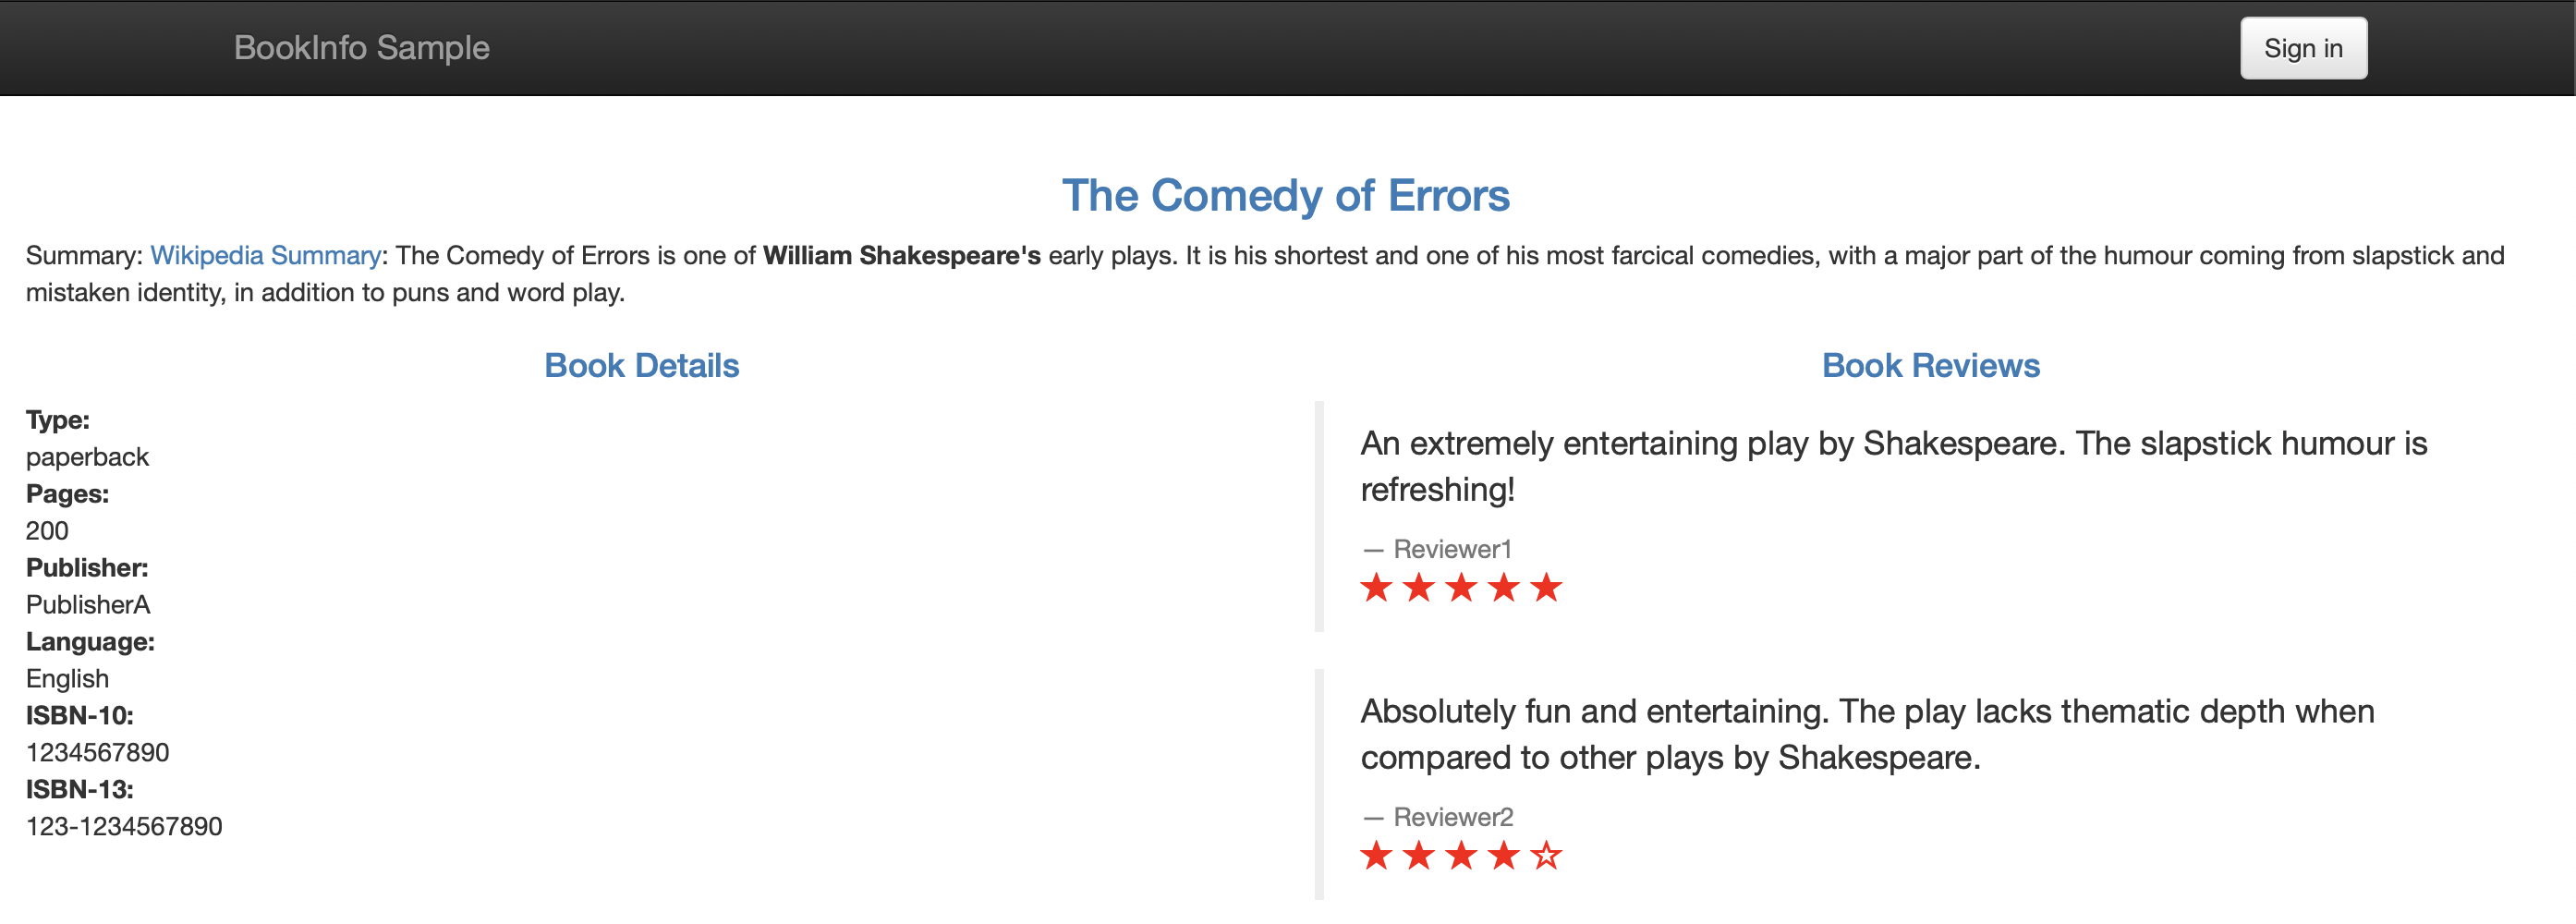 BookInfo Sample
Sign in
The Comedy of Errors
Summary: Wikipedia Summary: The Comedy of Errors is one of William Shakespeare's early plays. It is his shortest and one of his most farcical comedies, with a major part of the humour coming from slapstick and
mistaken identity, in addition to puns and word play.
Book Details
Type:
paperback
Pages:
200
Publisher:
PublisherA
Language:
English
ISBN-10:
1234567890
ISBN-13:
123-1234567890
Book Reviews
An extremely entertaining play by Shakespeare. The slapstick humour is
refreshing!
— Reviewer1
Absolutely fun and entertaining. The play lacks thematic depth when
compared to other plays by Shakespeare.
— Reviewer2